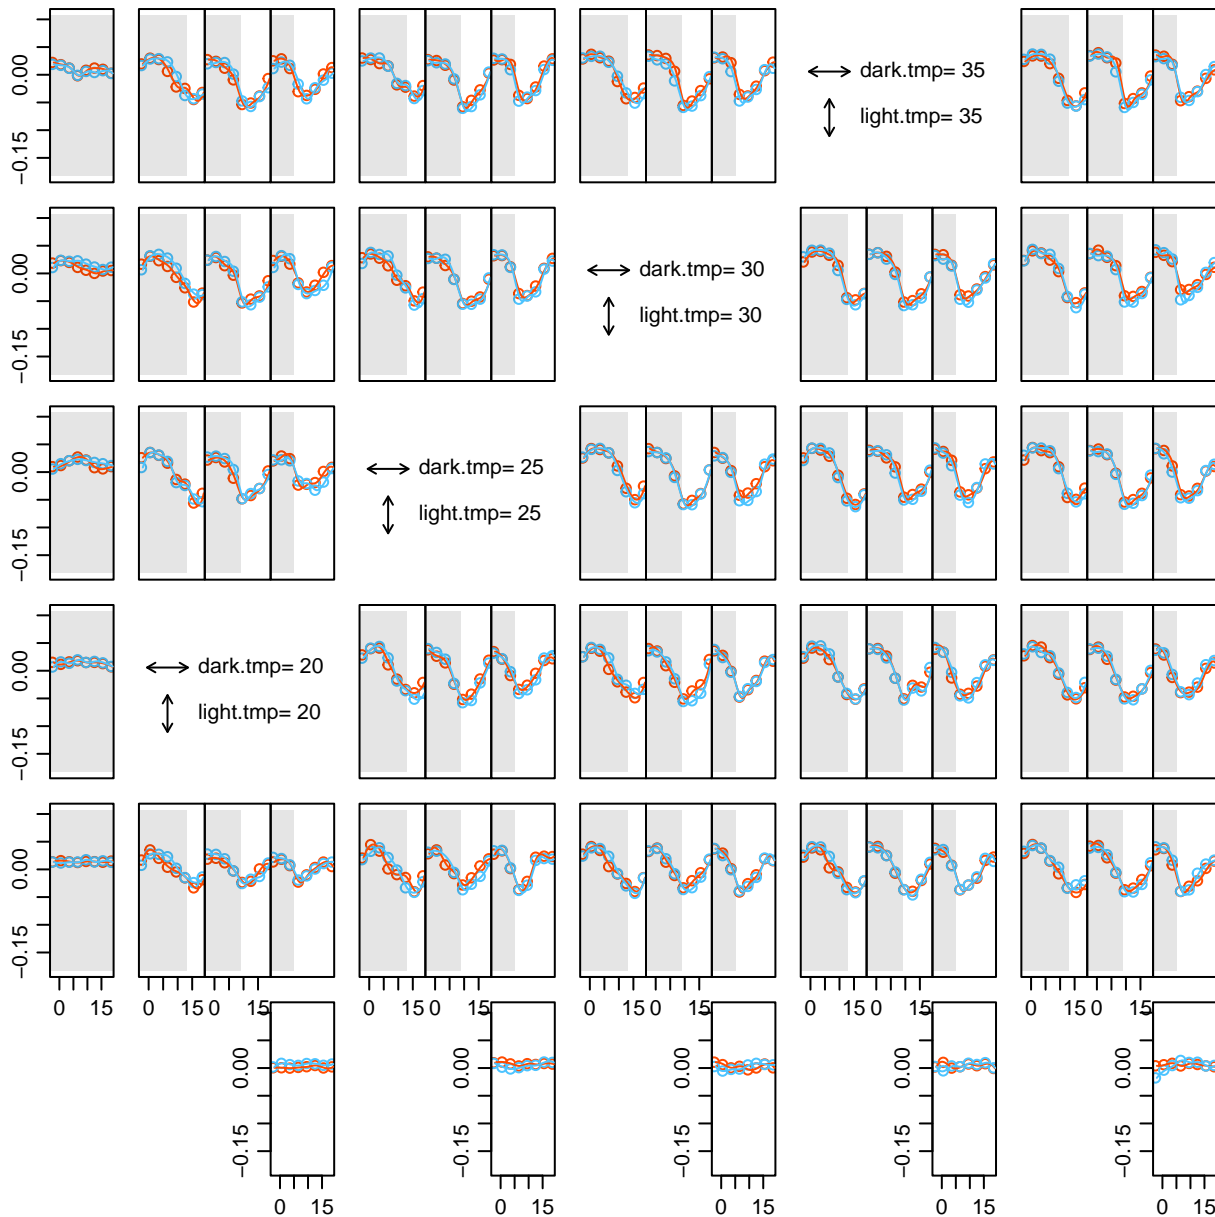 0.00
−0.15
dark.tmp= 35
light.tmp= 35
0.00
−0.15
dark.tmp= 30
light.tmp= 30
0.00
−0.15
dark.tmp= 25
light.tmp= 25
0.00
−0.15
dark.tmp= 20
light.tmp= 20
0.00
−0.15
0 15 0 15 0 15 0 15 0 15 0 15 0 15 0 15 0 15 0 15 0 15
0.00 0.00 0.00 0.00 0.00
−0.15 −0.15 −0.15 −0.15 −0.15
0 15 0 15 0 15 0 15 0 15